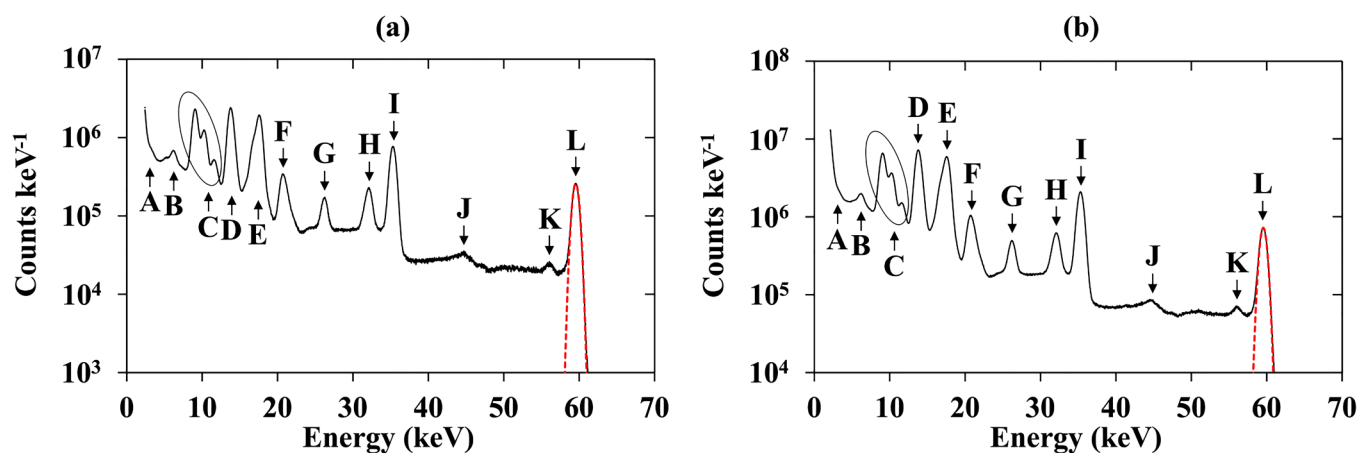 (a)
10⁷
10⁶
10⁵
10⁴
10³
Counts keV⁻¹
A
B
C
D
E
F
G
H
I
J
K
L
0 10 20 30 40 50 60 70
Energy (keV)
(b)
10⁸
10⁷
10⁶
10⁵
10⁴
Counts keV⁻¹
A
B
C
D
E
F
G
H
I
J
K
L
0 10 20 30 40 50 60 70
Energy (keV)